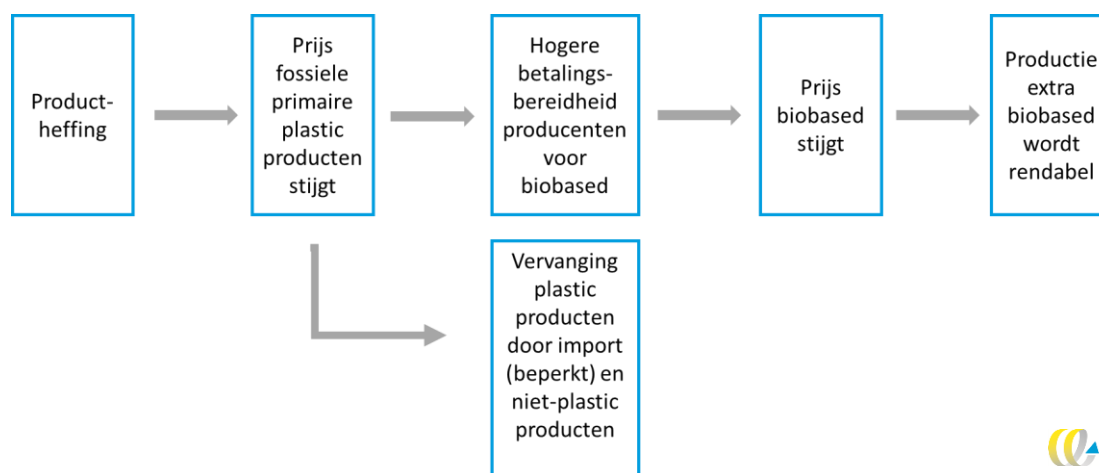 Product-
heffing
Prijs
fossiele
primaire
plastic
producten
stijgt
Hogere
betalings-
bereidheid
producenten
voor
biobased
Prijs
biobased
stijgt
Productie
extra
biobased
wordt
rendabel
Vervanging
plastic
producten
door import
(beperkt) en
niet-plastic
producten